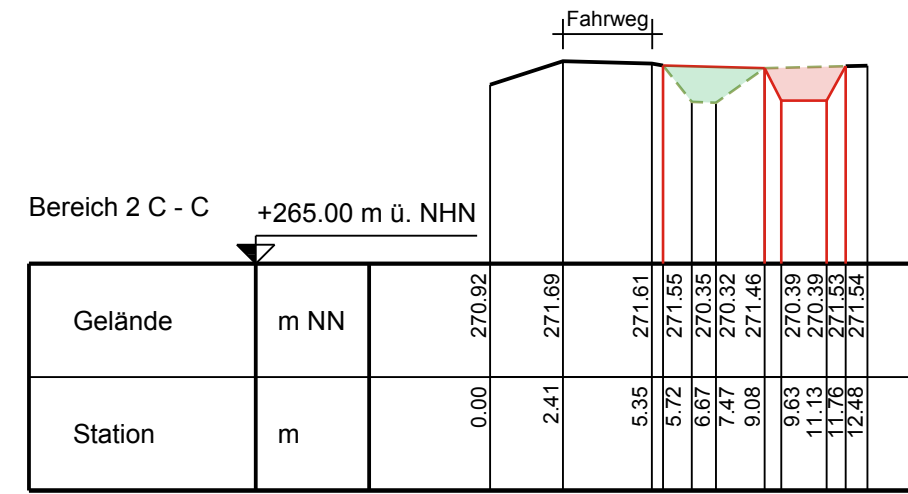 Fahrweg
Bereich 2 C - C
+265.00 m ü. NHN
Gelände m NN 270.92 271.69 271.61 271.55 270.35 270.32 271.46 270.39 270.39 271.53 271.54
Station m 0.00 2.41 5.35 5.72 6.67 7.47 9.08 9.63 11.13 11.76 12.48